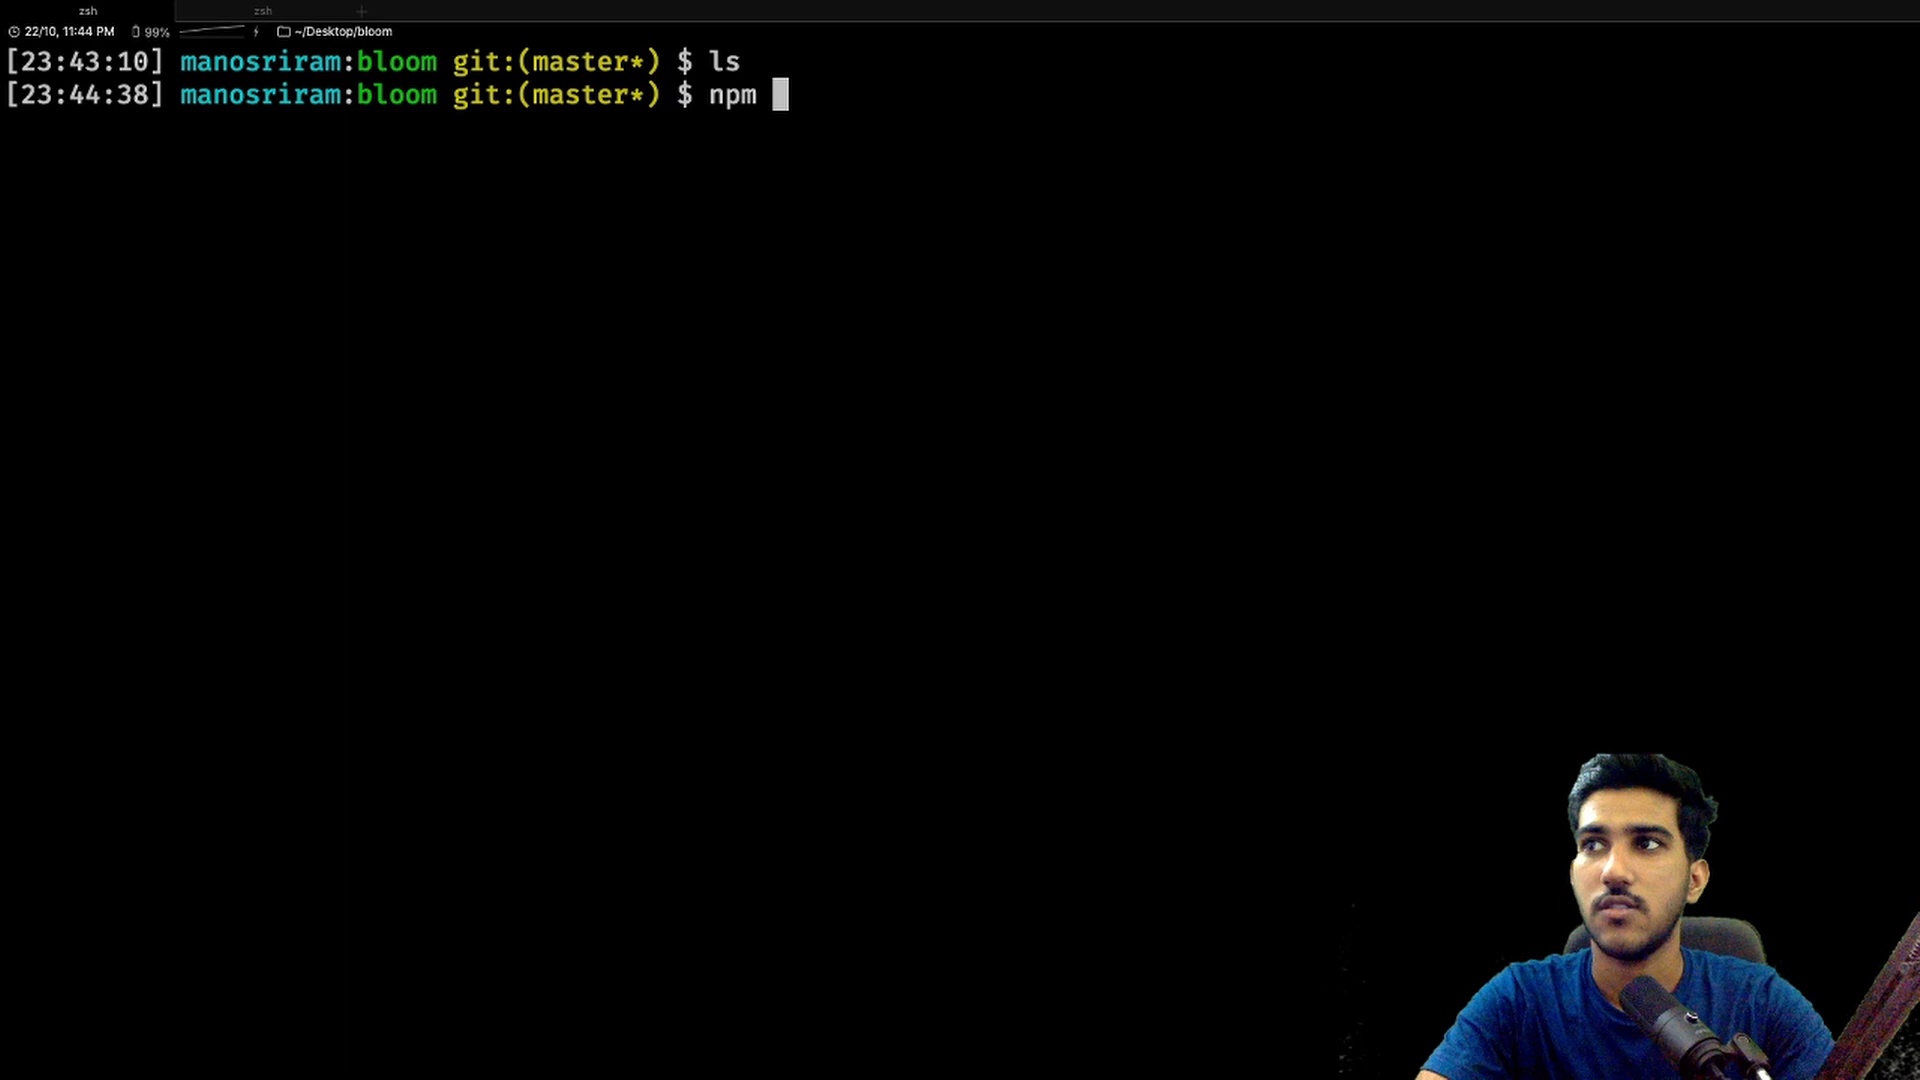 zsh
zsh
22/10, 11:44 PM 99% ~/Desktop/bloom
[23:43:10] manosriram:bloom git:(master*) $ ls
[23:44:38] manosriram:bloom git:(master*) $ npm